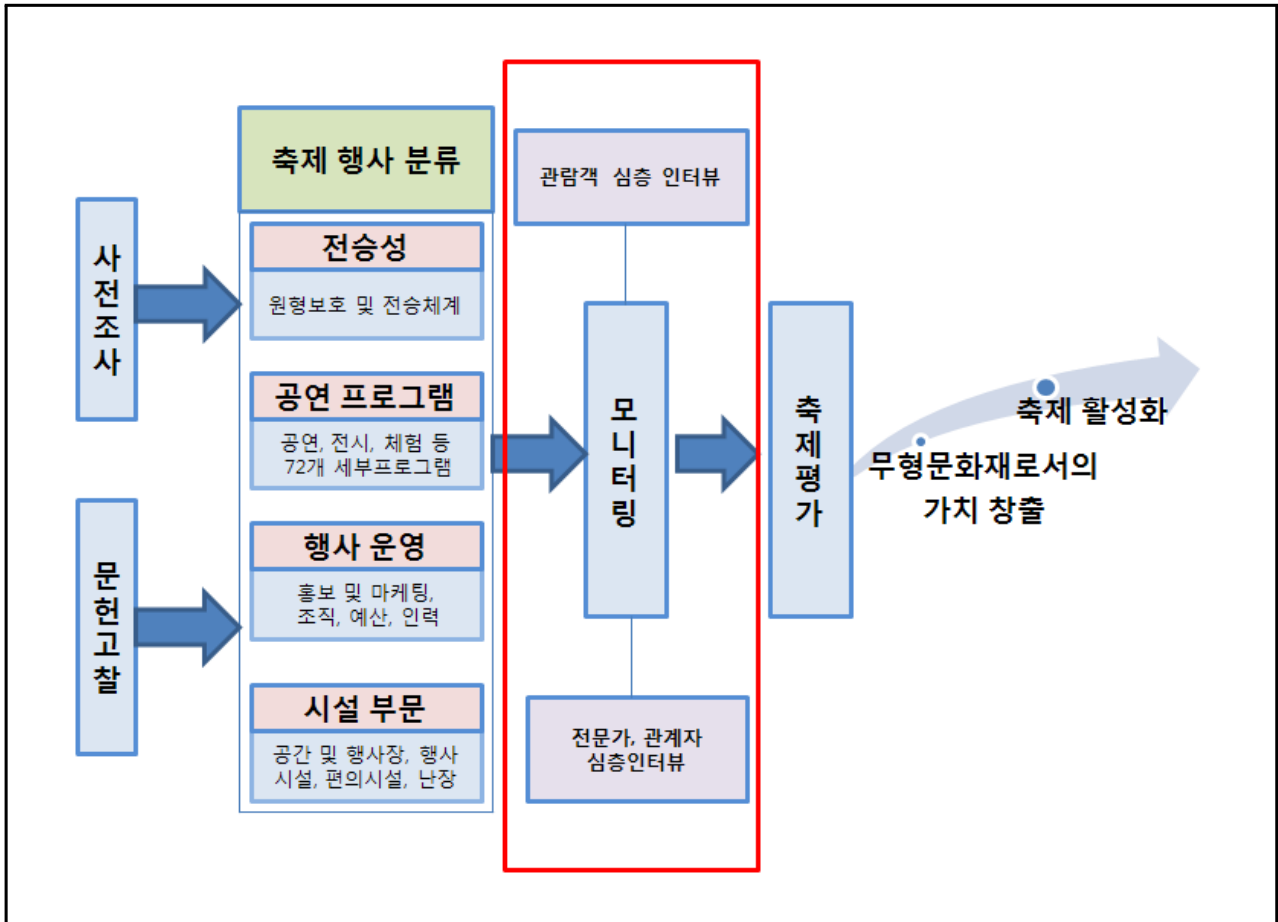 사전조사
문헌고찰
축제 행사 분류
전승성
원형보호 및 전승체계
공연 프로그램
공연, 전시, 체험 등
72개 세부프로그램
행사 운영
홍보 및 마케팅,
조직, 예산, 인력
시설 부문
공간 및 행사장, 행사
시설, 편의시설, 난장
관람객 심층 인터뷰
모니터링
전문가, 관계자
심층인터뷰
축제평가
축제 활성화
무형문화재로서의
가치 창출